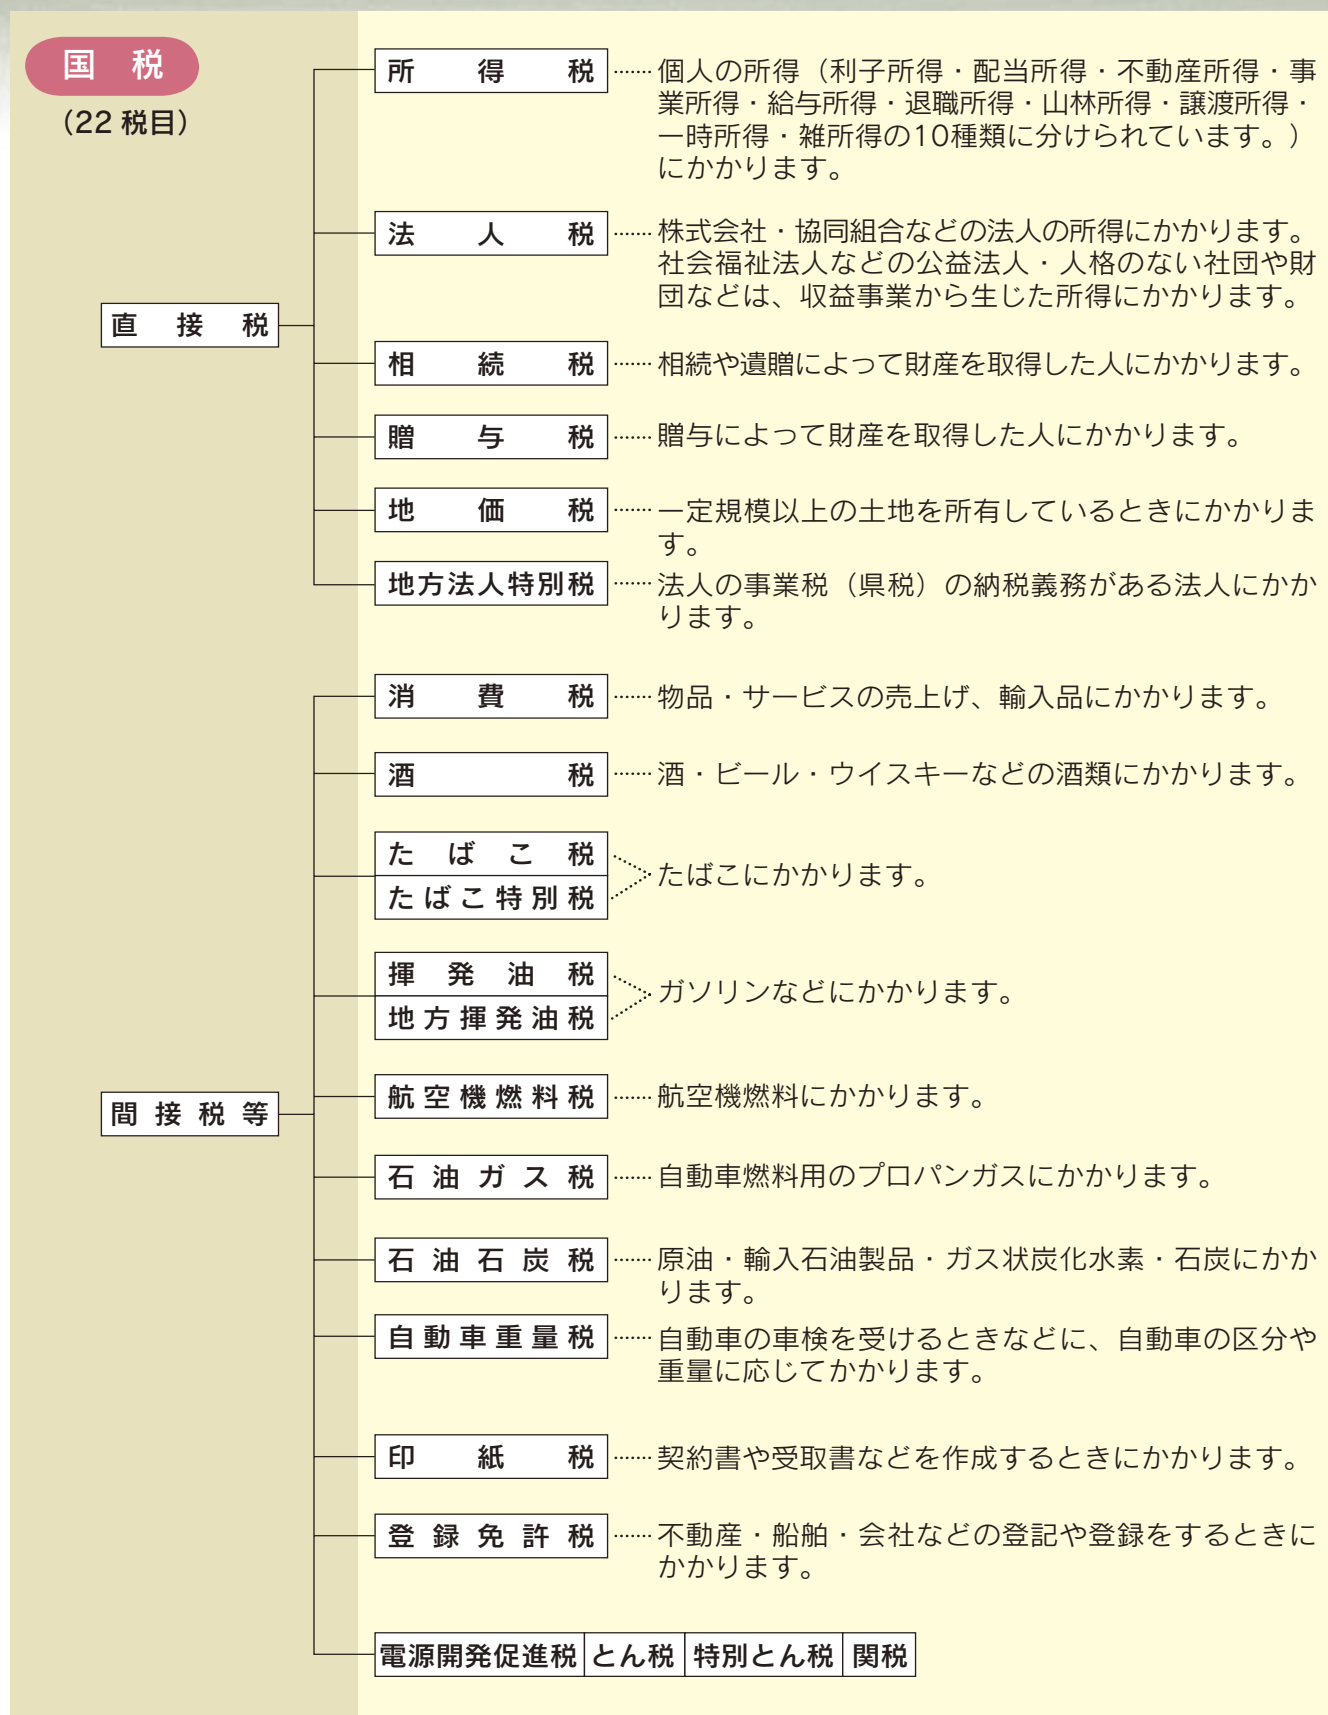 国税
（22 税目）
直接税
所得税
個人の所得（利子所得・配当所得・不動産所得・事
業所得・給与所得・退職所得・山林所得・譲渡所得・
一時所得・雑所得の10種類に分けられています。）
にかかります。
法人税
株式会社・協同組合などの法人の所得にかかります。
社会福祉法人などの公益法人・人格のない社団や財
団などは、収益事業から生じた所得にかかります。
相続税
相続や遺贈によって財産を取得した人にかかります。
贈与税
贈与によって財産を取得した人にかかります。
地価税
一定規模以上の土地を所有しているときにかかりま
す。
地方法人特別税
法人の事業税（県税）の納税義務がある法人にかか
ります。
間接税等
消費税
物品・サービスの売上げ、輸入品にかかります。
酒税
酒・ビール・ウイスキーなどの酒類にかかります。
たばこ税
たばこ特別税
たばこにかかります。
揮発油税
地方揮発油税
ガソリンなどにかかります。
航空機燃料税
航空機燃料にかかります。
石油ガス税
自動車燃料用のプロパンガスにかかります。
石油石炭税
原油・輸入石油製品・ガス状炭化水素・石炭にかか
ります。
自動車重量税
自動車の車検を受けるときなどに、自動車の区分や
重量に応じてかかります。
印紙税
契約書や受取書などを作成するときにかかります。
登録免許税
不動産・船舶・会社などの登記や登録をするときに
かかります。
電源開発促進税 とん税 特別とん税 関税